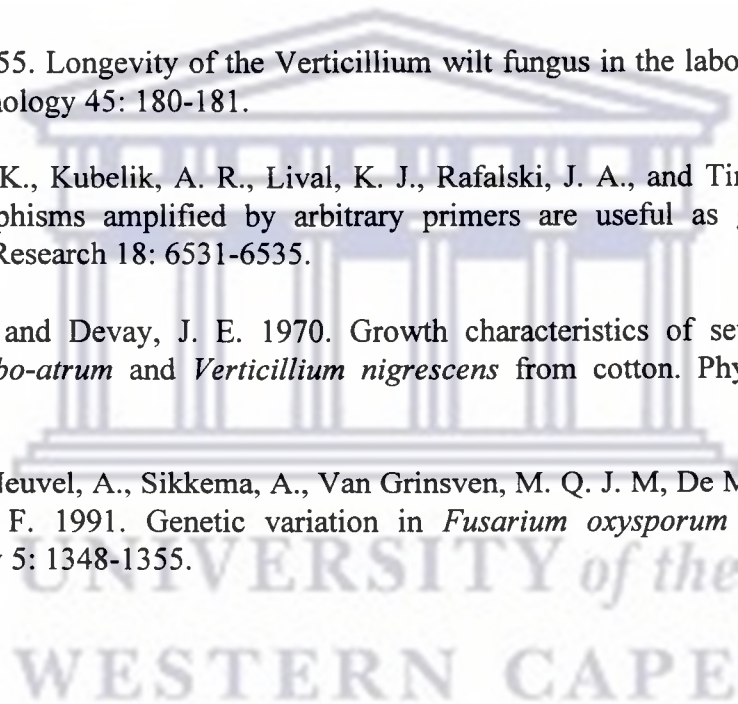 55. Longevity of the Verticillium wilt fungus in the labo
nology 45: 180-181.
K., Kubelik, A. R., Lival, K. J., Rafalski, J. A., and Tin
phisms amplified by arbitrary primers are useful as
Research 18: 6531-6535.
and Devay, J. E. 1970. Growth characteristics of se
bo-atrum and Verticillium nigrescens from cotton. Phy
Heuvel, A., Sikkema, A., Van Grinsven, M. Q. J. M, De M
F. 1991. Genetic variation in Fusarium oxysporum
5: 1348-1355.
UNIVERSITY of the
WESTERN CAPE